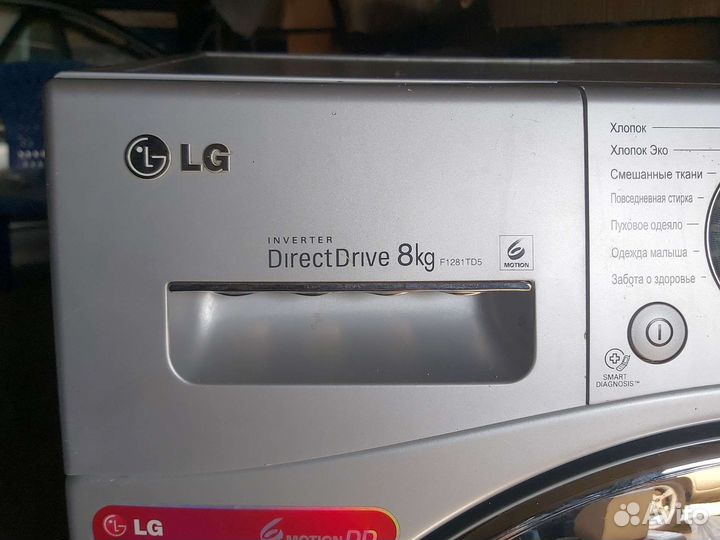 LG
INVERTER
DirectDrive 8kg F1281TD5
6 MOTION
Хлопок
Хлопок Эко
Смешанные ткани
Повседневная стирка
Пуховое одеяло
Одежда малыша
Забота о здоровье
SMART
DIAGNOSIS™
LG
6 MOTION DD
Avito